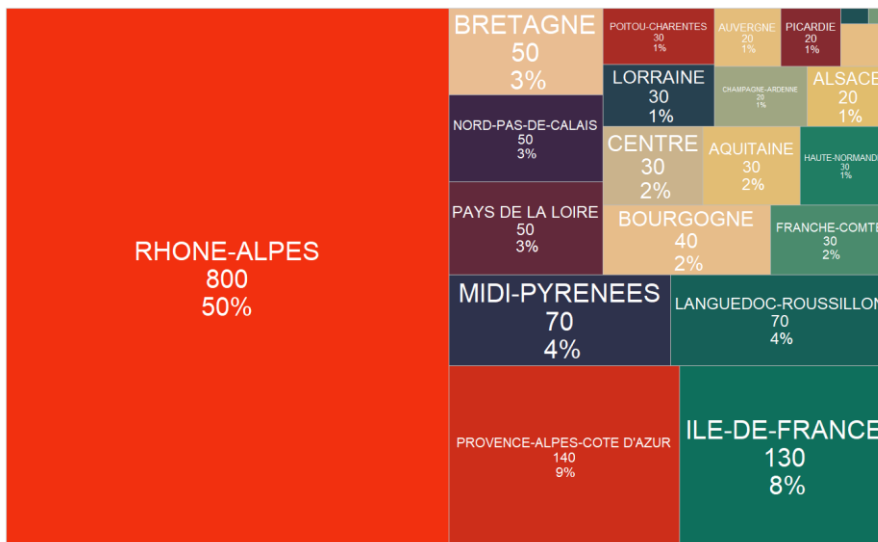 RHONE-ALPES
800
50%
BRETAGNE
50
3%
NORD-PAS-DE-CALAIS
50
3%
PAYS DE LA LOIRE
50
3%
MIDI-PYRENEES
70
4%
PROVENCE-ALPES-COTE D'AZUR
140
9%
POITOU-CHARENTES
30
1%
AUVERGNE
20
1%
PICARDIE
20
1%
LORRAINE
30
1%
CHAMPAGNE-ARDENNE
20
1%
ALSACE
20
1%
CENTRE
30
2%
AQUITAINE
30
2%
HAUTE-NORMANDI
30
1%
BOURGOGNE
40
2%
FRANCHE-COMTE
30
2%
LANGUEDOC-ROUSSILLON
70
4%
ILE-DE-FRANCE
130
8%